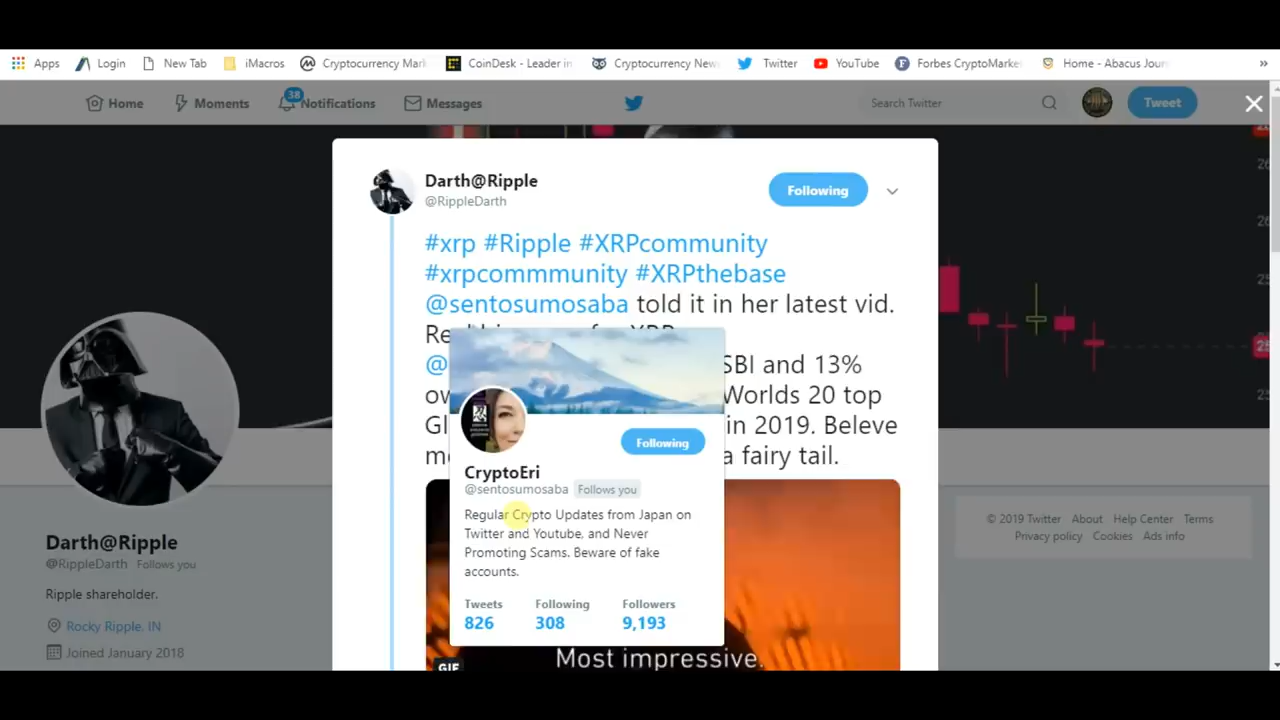 Apps Login New Tab iMacros Cryptocurrency Mark CoinDesk - Leader in Cryptocurrency News Twitter YouTube Forbes CryptoMarke Home - Abacus Jour »
Home Moments 38 Notifications Messages Search Twitter Tweet
Darth@Ripple
@RippleDarth
Following
#xrp #Ripple #XRPcommunity
#xrpcommmunity #XRPthebase
@sentosumosaba told it in her latest vid.
XRP
@ SBI and 13%
Worlds 20 top
in 2019. Beleve
a fairy tail.
Following
CryptoEri
@sentosumosaba Follows you
Regular Crypto Updates from Japan on
Twitter and Youtube, and Never
Promoting Scams. Beware of fake
accounts.
Tweets Following Followers
826 308 9,193
Most impressive.
GIF
Darth@Ripple
@RippleDarth Follows you
Ripple shareholder.
Rocky Ripple, IN
Joined January 2018
© 2019 Twitter About Help Center Terms
Privacy policy Cookies Ads info